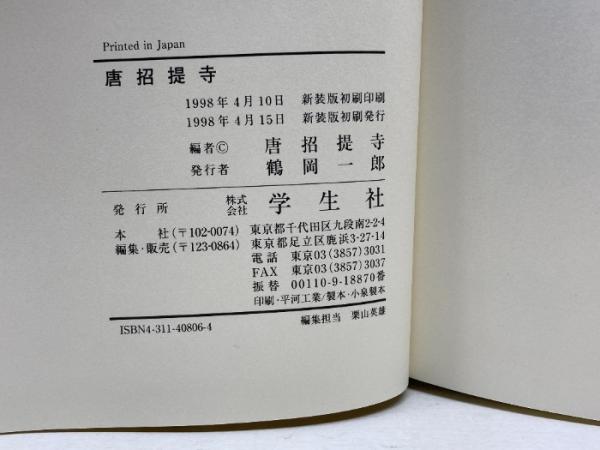 Printed in Japan
唐招提寺
1998年4月10日 新装版初刷印刷
1998年4月15日 新装版初刷発行
編者© 唐招提寺
発行者 鶴岡一郎
発行所 株式会社 学生社
本社(〒102-0074) 東京都千代田区九段南2-2-4
編集・販売(〒123-0864) 東京都足立区鹿浜3-27-14
電話 東京03(3857)3031
FAX 東京03(3857)3037
振替 00110-9-18870番
印刷・平河工業/製本・小泉製本
ISBN4-311-40806-4
編集担当 栗山英雄